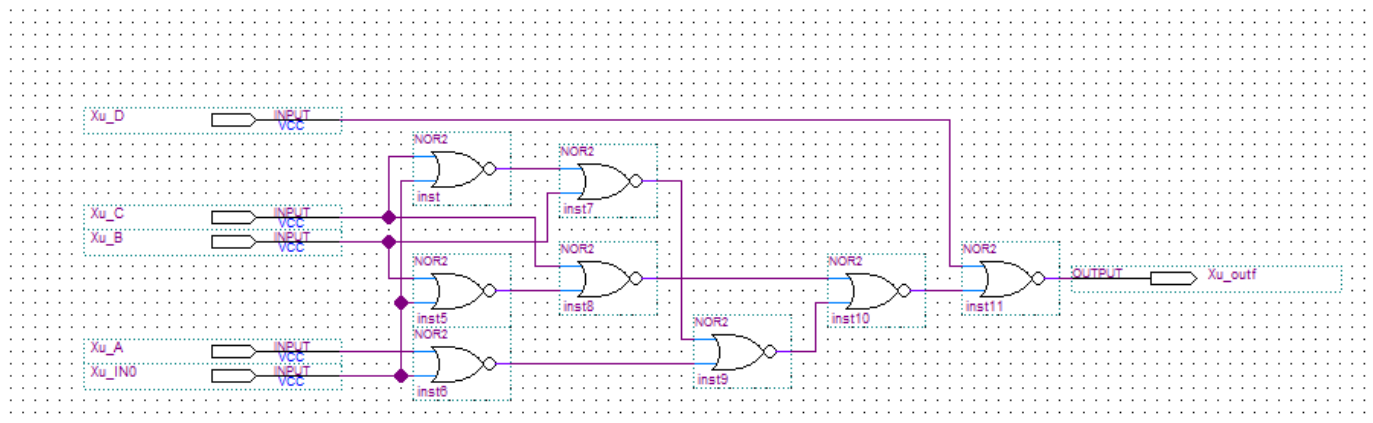 Xu_D INPUT
VCC
NOR2
inst
NOR2
inst7
Xu_C INPUT
VCC
Xu_B INPUT
VCC
NOR2
inst5
NOR2
inst8
NOR2
inst10
NOR2
inst11
OUTPUT Xu_outf
NOR2
inst6
NOR2
inst9
Xu_A INPUT
VCC
Xu_IN0 INPUT
VCC